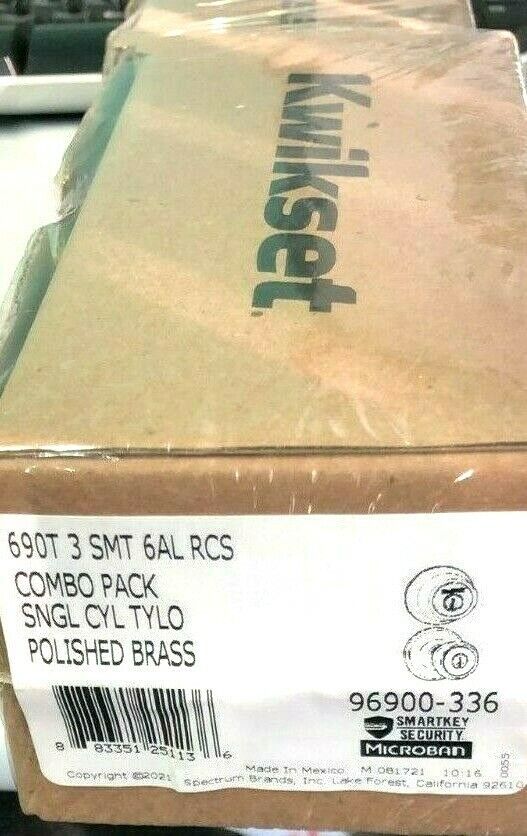 Kwikset
690T 3 SMT 6AL RCS
COMBO PACK
SNGL CYL TYLO
POLISHED BRASS
96900-336
SMARTKEY
SECURITY
MICROBAN
8 83351 25113 6
Made In Mexico M 081721 10:16
Copyright ©2021 Spectrum Brands, Inc. Lake Forest, California 92610
0055